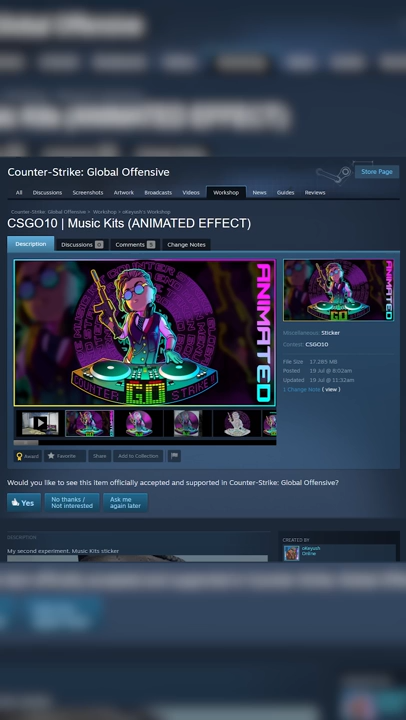 Counter-Strike: Global Offensive
Store Page
All Discussions Screenshots Artwork Broadcasts Videos Workshop News Guides Reviews
Counter-Strike: Global Offensive > Workshop > okeyush's Workshop
CSGO10 | Music Kits (ANIMATED EFFECT)
Description Discussions 0 Comments 5 Change Notes
ANIMATED
COUNTER STRIKE
GO
Miscellaneous: Sticker
Contest: CSGO10
File Size 17.285 MB
Posted 19 Jul @ 8:02am
Updated 19 Jul @ 11:32am
1 Change Note ( view )
Award Favorite Share Add to Collection
Would you like to see this item officially accepted and supported in Counter-Strike: Global Offensive?
Yes
No thanks / Not interested
Ask me again later
DESCRIPTION
My second experiment. Music Kits sticker
CREATED BY
okeyush
Online